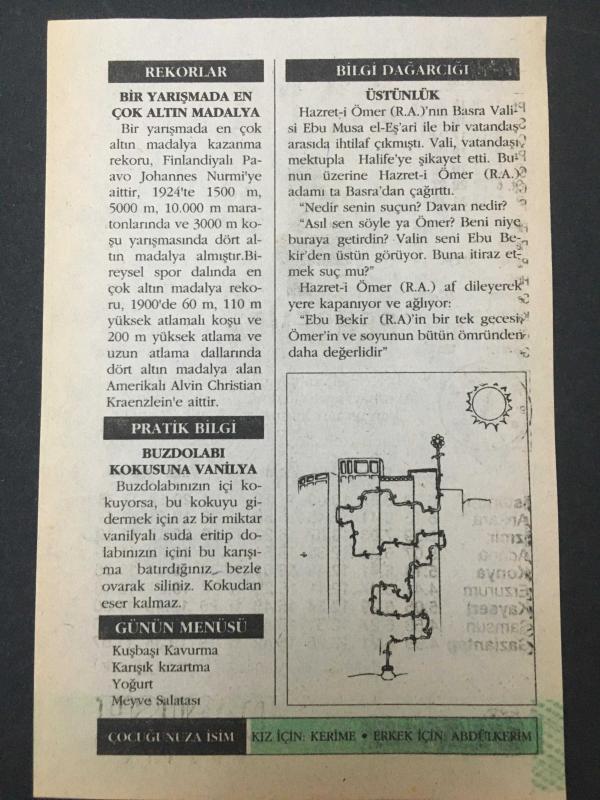 REKORLAR
BİR YARIŞMADA EN
ÇOK ALTIN MADALYA
Bir yarışmada en çok
altın madalya kazanma
rekoru, Finlandiyalı Pa-
avo Johannes Nurmi'ye
aittir, 1924'te 1500 m,
5000 m, 10.000 m mara-
tonlarında ve 3000 m ko-
şu yarışmasında dört al-
tın madalya almıştır.Bi-
reysel spor dalında en
çok altın madalya reko-
ru, 1900'de 60 m, 110 m
yüksek atlamalı koşu ve
200 m yüksek atlama ve
uzun atlama dallarında
dört altın madalya alan
Amerikalı Alvin Christian
Kraenzlein'e aittir.
PRATİK BİLGİ
BUZDOLABI
KOKUSUNA VANİLYA
Buzdolabınızın içi ko-
kuyorsa, bu kokuyu gi-
dermek için az bir miktar
vanilyalı suda eritip do-
labınızın içini bu karışı-
ma batırdığınız bezle
ovarak siliniz. Kokudan
eser kalmaz.
GÜNÜN MENÜSÜ
Kuşbaşı Kavurma
Karışık kızartma
Yoğurt
Meyve Salatası
BİLGİ DAĞARCIĞI
ÜSTÜNLÜK
Hazret-i Ömer (R.A.)'nın Basra Vali-
si Ebu Musa el-Eş'ari ile bir vatandaş
arasıda ihtilaf çıkmıştı. Vali, vatandaşı
mektupla Halife'ye şikayet etti. Bu-
nun üzerine Hazret-i Ömer (R.A.)
adamı ta Basra'dan çağırttı.
"Nedir senin suçun? Davan nedir?
"Asıl sen söyle ya Ömer? Beni niye
buraya getirdin? Valin seni Ebu Be-
kir'den üstün görüyor. Buna itiraz et-
mek suç mu?"
Hazret-i Ömer (R.A.) af dileyerek
yere kapanıyor ve ağlıyor:
"Ebu Bekir (R.A)'in bir tek gecesi,
Ömer'in ve soyunun bütün ömründen
daha değerlidir"
ÇOCUĞUNUZA İSİM
KIZ İÇİN: KERİME • ERKEK İÇİN: ABDÜLKERİM